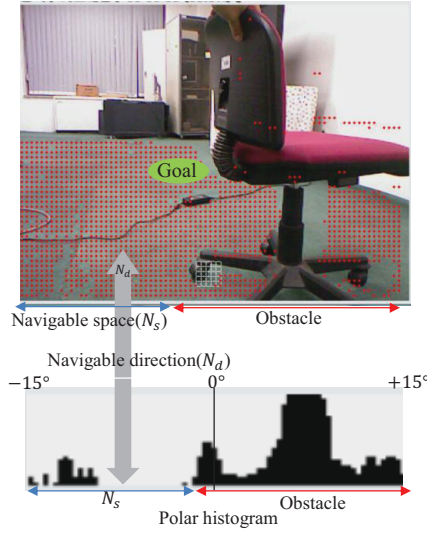 Goal
N_d
Navigable space(N_s)
Obstacle
Navigable direction(N_d)
−15°
0°
+15°
N_s
Obstacle
Polar histogram